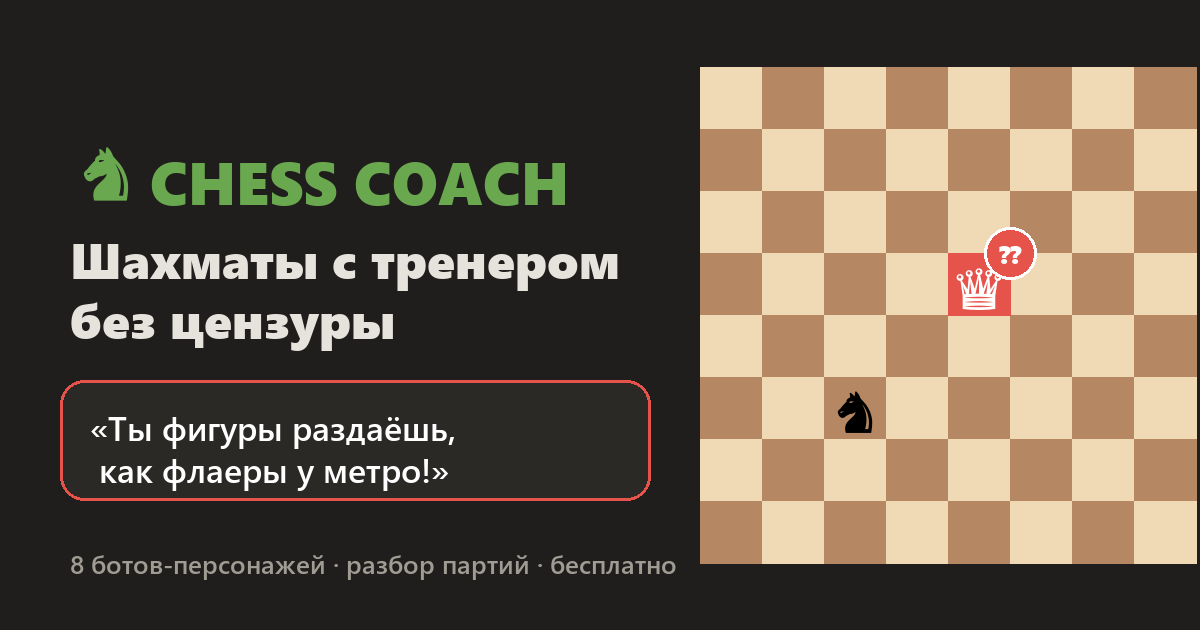 CHESS COACH
Шахматы с тренером
без цензуры
«Ты фигуры раздаёшь,
как флаеры у метро!»
8 ботов-персонажей · разбор партий · бесплатно
??